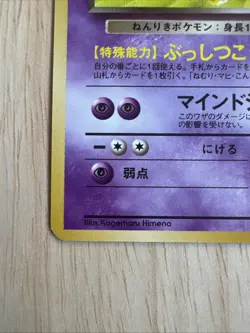 ねんりきポケモン：身長1
【特殊能力】ぶっしつこ
自分の番ごとに1回使える。手札からカードを
山札からカードを1枚引く。「ねむり・マヒ・こん
マインド
このワザのダメージに
の影響を受けない。
にげる
弱点
Illus. Kagemaru Himeno